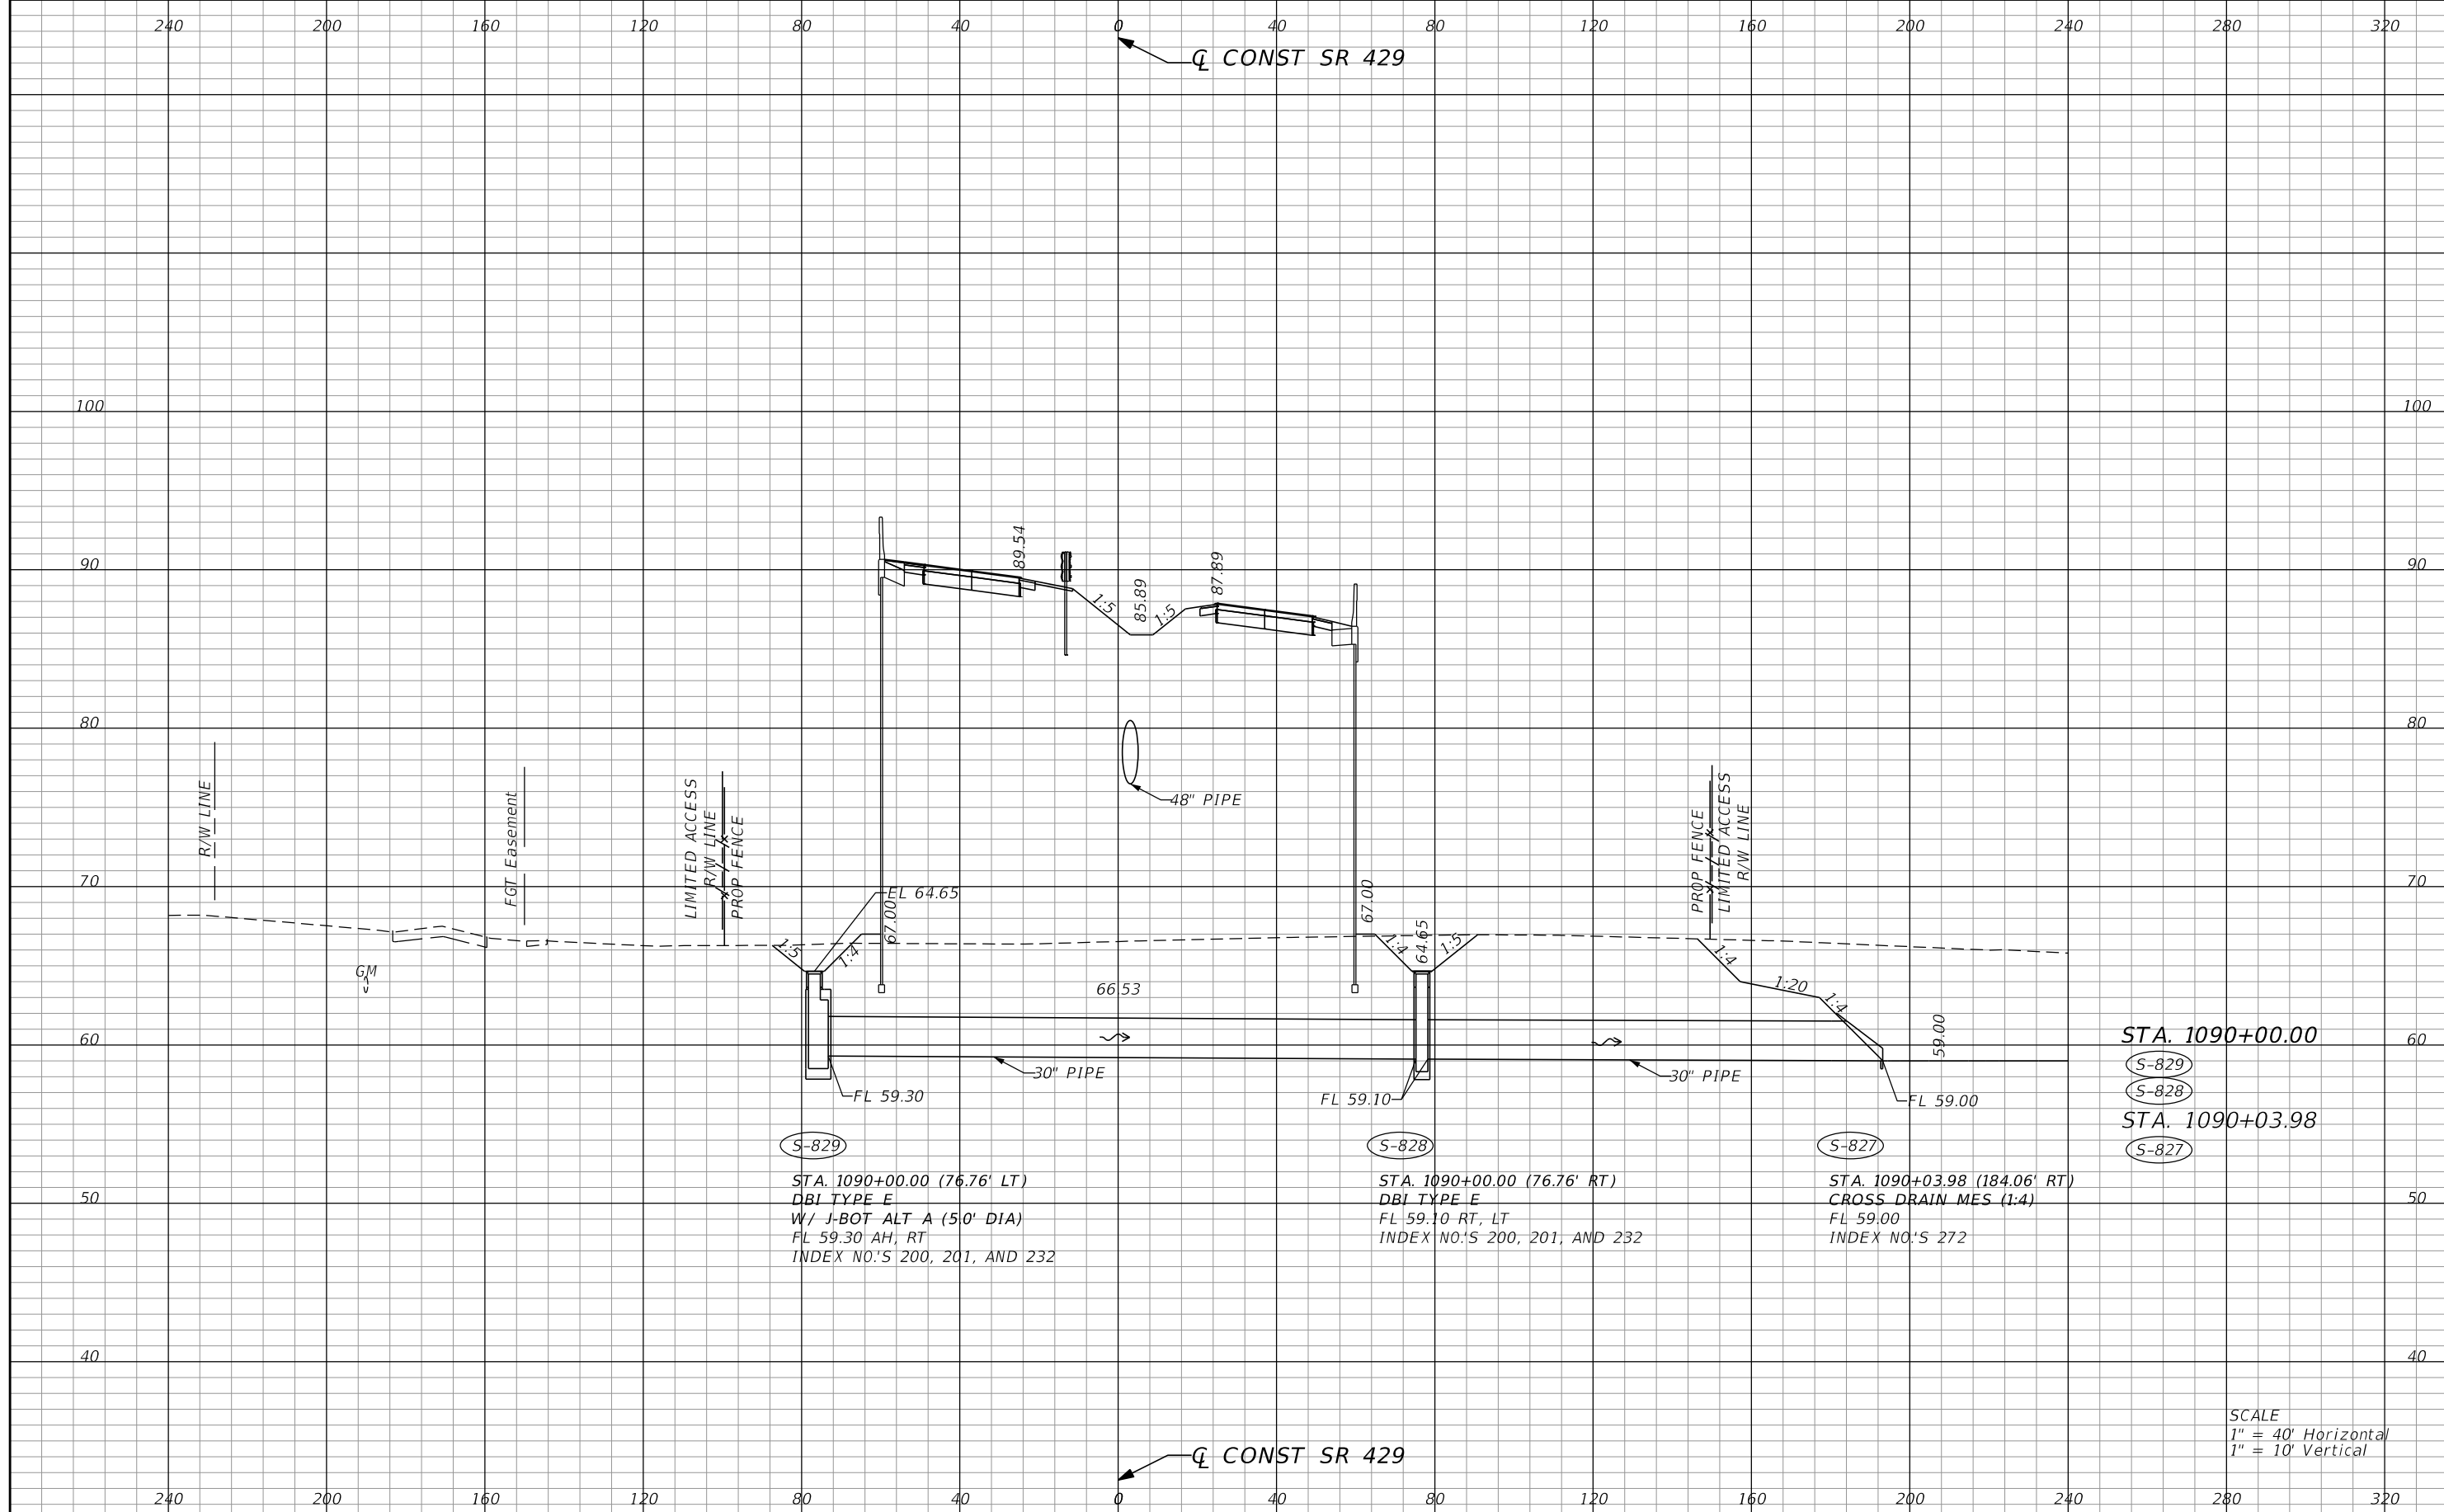 240 200 160 120 80 40 0 40 80 120 160 200 240 280 320
℄ CONST SR 429
100 100
89.54
90 90
87.89
1:5
85.89
1:5
80 80
48" PIPE
R/W LINE
FGT Easement
LIMITED ACCESS
R/W LINE
PROP FENCE
PROP FENCE
LIMITED ACCESS
R/W LINE
70 70
EL 64.65
67.00
67.00
64.65
1:5
1:4
1:4
1:5
1:4
GM
66.53
1:20
1:4
59.00
60 60
STA. 1090+00.00
S-829
S-828
STA. 1090+03.98
S-827
30" PIPE
30" PIPE
FL 59.30
FL 59.10
FL 59.00
S-829
STA. 1090+00.00 (76.76' LT)
DBI TYPE E
W/ J-BOT ALT A (5.0' DIA)
FL 59.30 AH, RT
INDEX NO.'S 200, 201, AND 232
S-828
STA. 1090+00.00 (76.76' RT)
DBI TYPE E
FL 59.10 RT, LT
INDEX NO.'S 200, 201, AND 232
S-827
STA. 1090+03.98 (184.06' RT)
CROSS DRAIN MES (1:4)
FL 59.00
INDEX NO.'S 272
50 50
40 40
SCALE
1" = 40' Horizontal
1" = 10' Vertical
℄ CONST SR 429
240 200 160 120 80 40 0 40 80 120 160 200 240 280 320